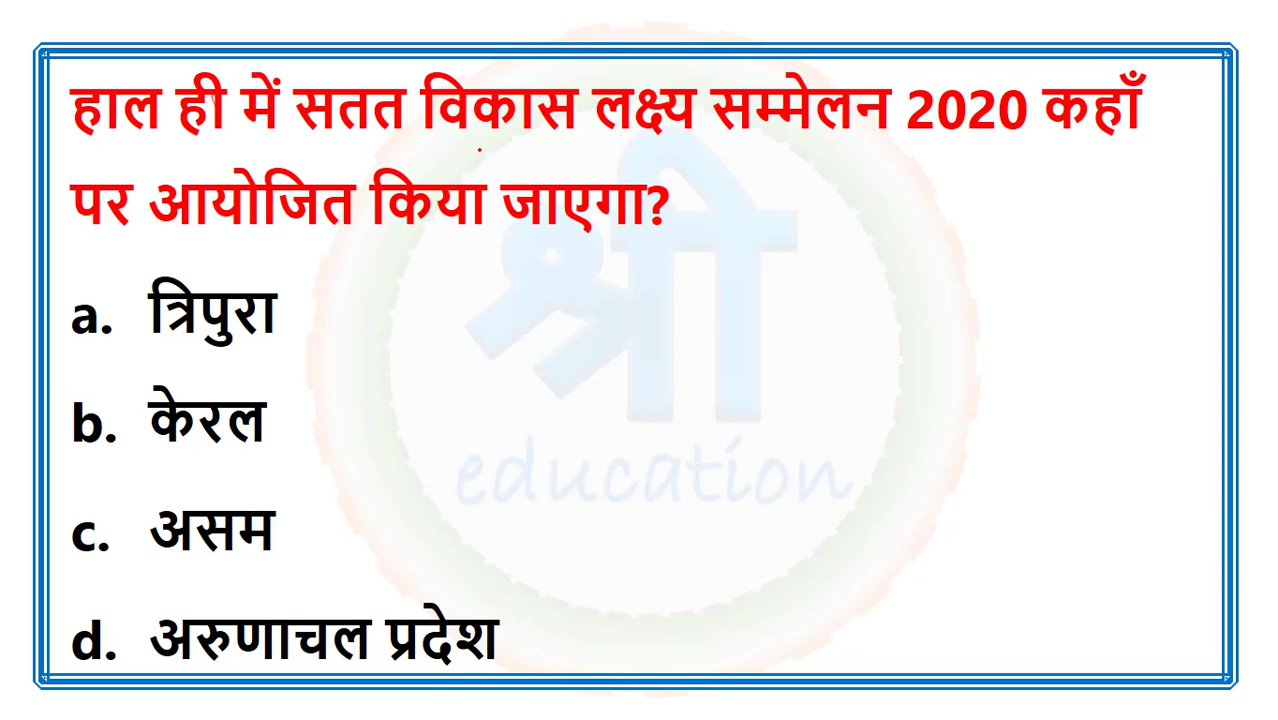 हाल ही में सतत विकास लक्ष्य सम्मेलन 2020 कहाँ
पर आयोजित किया जाएगा?
a. त्रिपुरा
b. केरल
c. असम
d. अरुणाचल प्रदेश
श्री
education